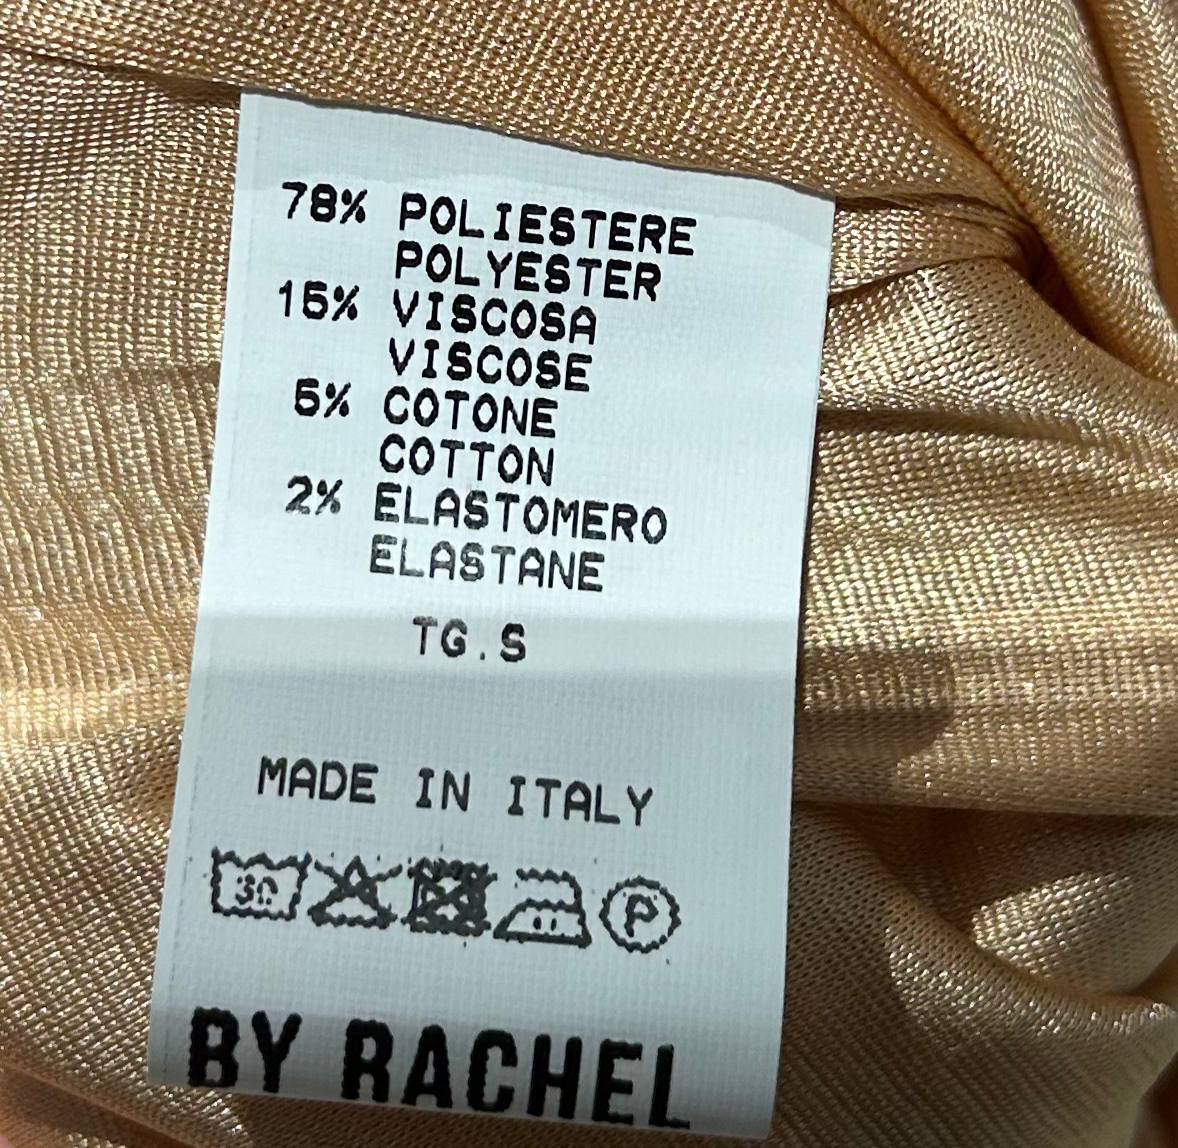 78% POLIESTERE
POLYESTER
15% VISCOSA
VISCOSE
5% COTONE
COTTON
2% ELASTOMERO
ELASTANE
TG.S
MADE IN ITALY
30 P
BY RACHEL